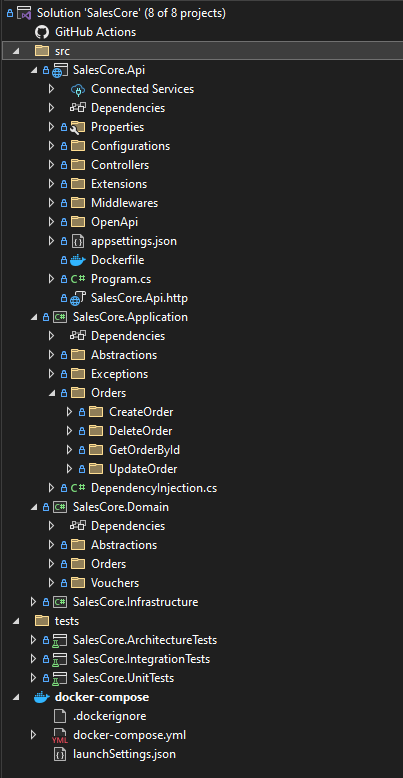 Solution 'SalesCore' (8 of 8 projects)
GitHub Actions
src
SalesCore.Api
Connected Services
Dependencies
Properties
Configurations
Controllers
Extensions
Middlewares
OpenApi
appsettings.json
Dockerfile
C# Program.cs
SalesCore.Api.http
C# SalesCore.Application
Dependencies
Abstractions
Exceptions
Orders
CreateOrder
DeleteOrder
GetOrderById
UpdateOrder
C# DependencyInjection.cs
C# SalesCore.Domain
Dependencies
Abstractions
Orders
Vouchers
C# SalesCore.Infrastructure
tests
SalesCore.ArchitectureTests
SalesCore.IntegrationTests
SalesCore.UnitTests
docker-compose
.dockerignore
YML docker-compose.yml
launchSettings.json